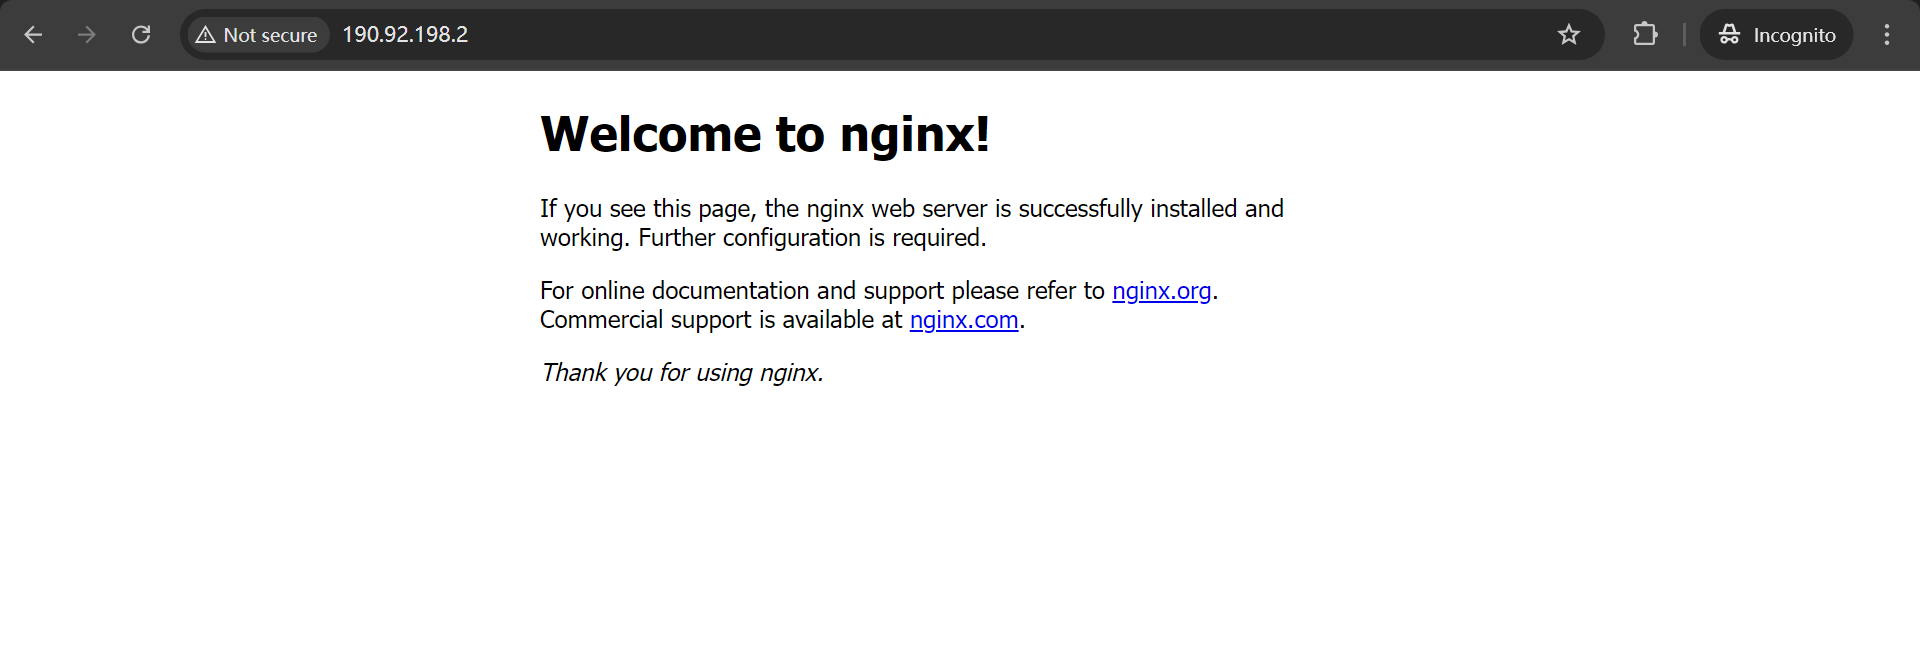 Not secure 190.92.198.2 Incognito
Welcome to nginx!
If you see this page, the nginx web server is successfully installed and
working. Further configuration is required.
For online documentation and support please refer to nginx.org.
Commercial support is available at nginx.com.
Thank you for using nginx.